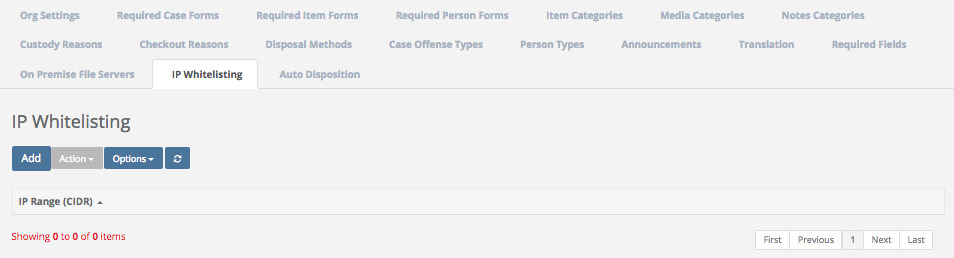 Org Settings Required Case Forms Required Item Forms Required Person Forms Item Categories Media Categories Notes Categories
Custody Reasons Checkout Reasons Disposal Methods Case Offense Types Person Types Announcements Translation Required Fields
On Premise File Servers IP Whitelisting Auto Disposition
IP Whitelisting
Add Action Options
IP Range (CIDR)
Showing 0 to 0 of 0 items
First Previous 1 Next Last